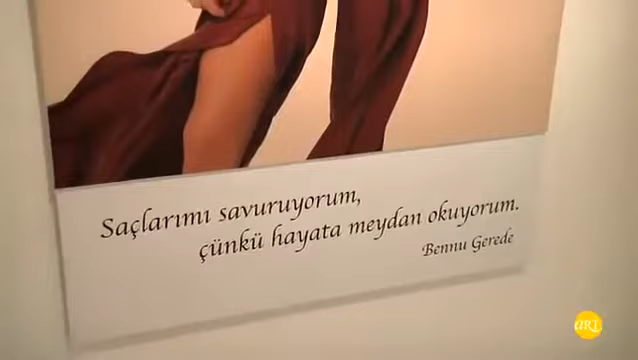 Saçlarımı savuruyorum,
çünkü hayata meydan okuyorum.
Bennu Gerede
aRt